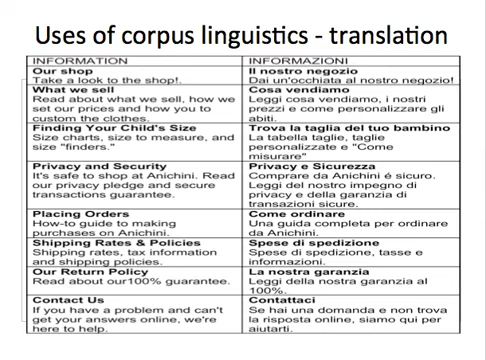 Uses of corpus linguistics - translation
INFORMATION
Our shop
Take a look to the shop!.
What we sell
Read about what we sell, how we
set our prices and how you to
custom the clothes.
Finding Your Child's Size
Size charts, size to measure, and
size "finders."
Privacy and Security
It's safe to shop at Anichini. Read
our privacy pledge and secure
transactions guarantee.
Placing Orders
How-to guide to making
purchases on Anichini.
Shipping Rates & Policies
Shipping rates, tax information
and shipping policies.
Our Return Policy
Read about our100% guarantee.
Contact Us
If you have a problem and can't
get your answers online, we're
here to help.
INFORMAZIONI
Il nostro negozio
Dai un'occhiata al nostro negozio!
Cosa vendiamo
Leggi cosa vendiamo, i nostri
prezzi e come personalizzare gli
abiti.
Trova la taglia del tuo bambino
La tabella taglie, taglie
personalizzate e "Come
misurare"
Privacy e Sicurezza
Comprare da Anichini é sicuro.
Leggi del nostro impegno di
privacy e della garanzia di
transazioni sicure.
Come ordinare
Una guida completa per ordinare
da Anichini.
Spese di spedizione
Spese di spedizione, tasse e
informazioni.
La nostra garanzia
Leggi della nostra garanzia al
100%.
Contattaci
Se hai una domanda e non trova
la risposta online, siamo qui per
aiutarti.